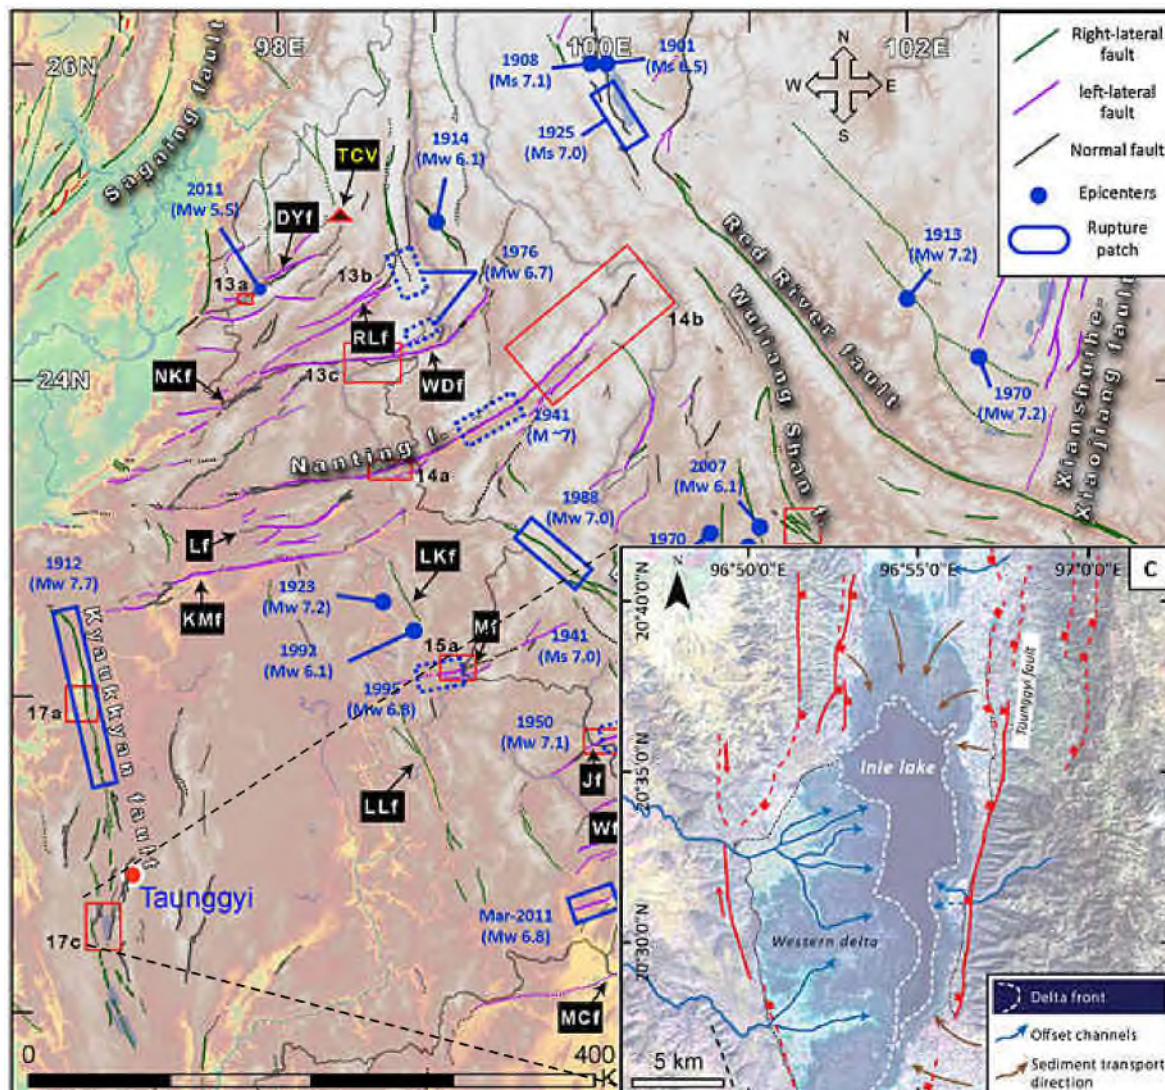 26N
98E
100E
102E
1908
(Ms 7.1)
1901
(Ms 6.5)
N
W
E
S
Right-lateral
fault
left-lateral
fault
Normal fault
Epicenters
Rupture
patch
Sagaing fault
1925
(Ms 7.0)
1914
(Mw 6.1)
TCV
2011
(Mw 5.5)
DYf
1976
(Mw 6.7)
13a
13b
RLf
14b
Red River fault
Wuliang Shan f.
1913
(Mw 7.2)
NKf
24N
13c
WDf
1970
(Mw 7.2)
Xianshuihe-
Xiaojiang fault
Nanting f.
1941
(M ~7)
14a
2007
(Mw 6.1)
1988
(Mw 7.0)
1970
Lf
1912
(Mw 7.7)
LKf
KMf
1923
(Mw 7.2)
Kyaukkyan fault
Mf
15a
1992
(Mw 6.1)
1941
(Ms 7.0)
1995
(Mw 6.8)
17a
1950
(Mw 7.1)
LLf
Jf
Wf
Taunggyi
17c
Mar-2011
(Mw 6.8)
MCf
0
400
C
N
96°50'0"E
96°55'0"E
97°0'0"E
20°40'0"N
20°35'0"N
20°30'0"N
Taunggyi fault
Inle lake
Western delta
5 km
Delta front
Offset channels
Sediment transport
direction